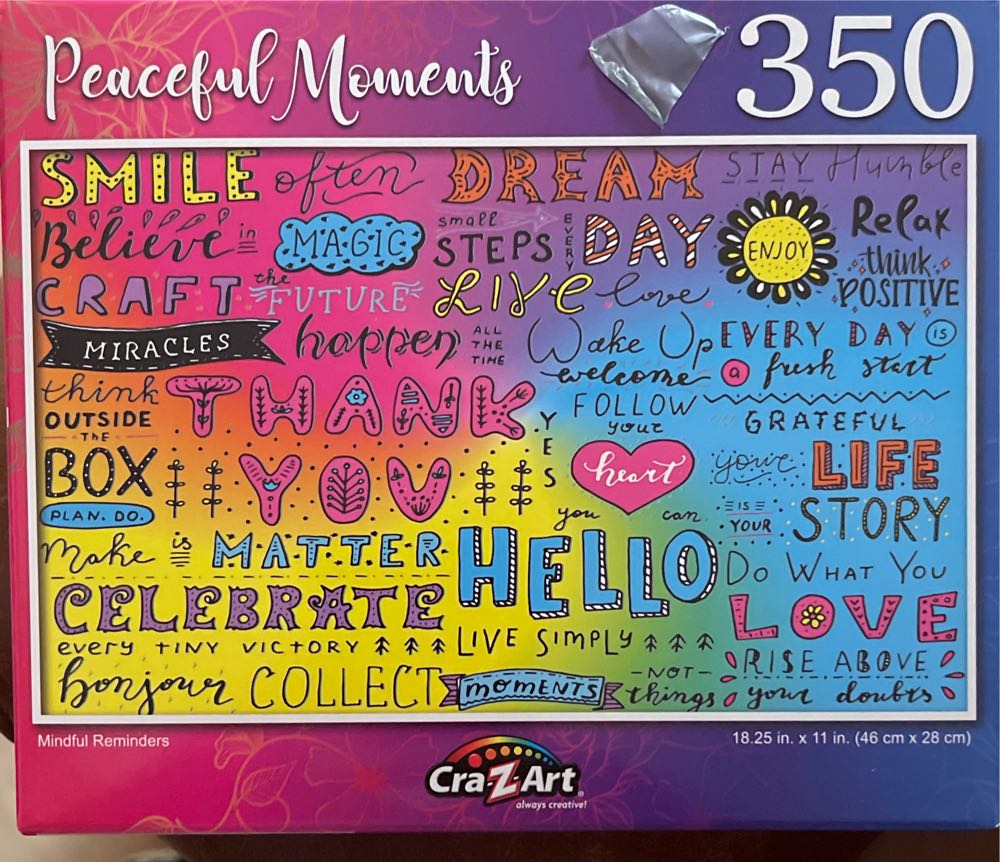 Peaceful Moments 350
SMILE often DREAM STAY Humble
Believe in MAGIC small STEPS EVERY DAY ENJOY Relax
think POSITIVE
CRAFT the FUTURE LIVE love
MIRACLES happen ALL THE TIME Wake Up EVERY DAY IS
welcome a fresh start
think OUTSIDE THE BOX
THANK YOU
FOLLOW your heart
YES you can
GRATEFUL
your LIFE IS YOUR STORY
PLAN. DO.
Make is MATTER HELLO Do What You LOVE
CELEBRATE
every TINY VICTORY LIVE Simply
RISE ABOVE your doubts
bonjour COLLECT moments -NOT- things
Mindful Reminders
18.25 in. x 11 in. (46 cm x 28 cm)
Cra-Z-Art®
always creative!